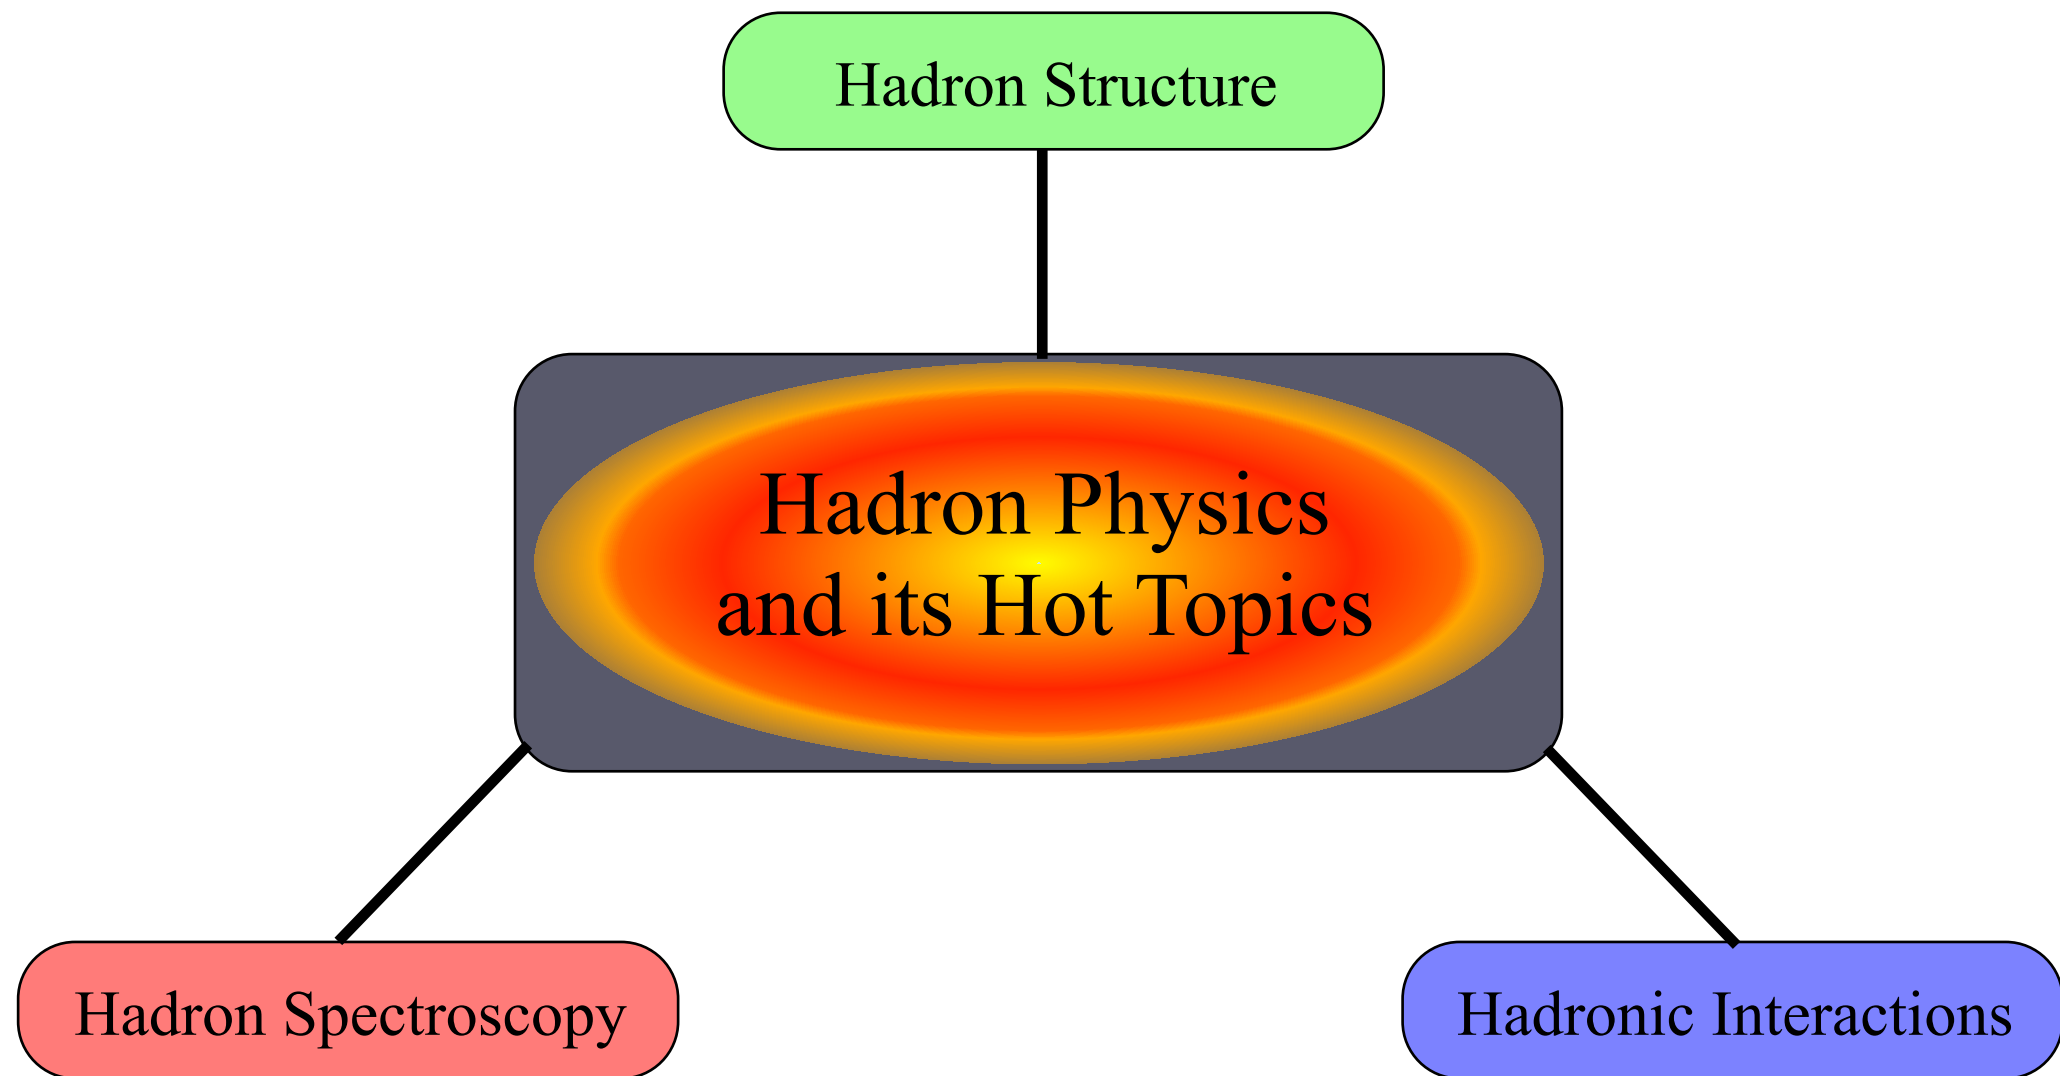 Hadron Structure
Hadron Physics
and its Hot Topics
Hadron Spectroscopy
Hadronic Interactions